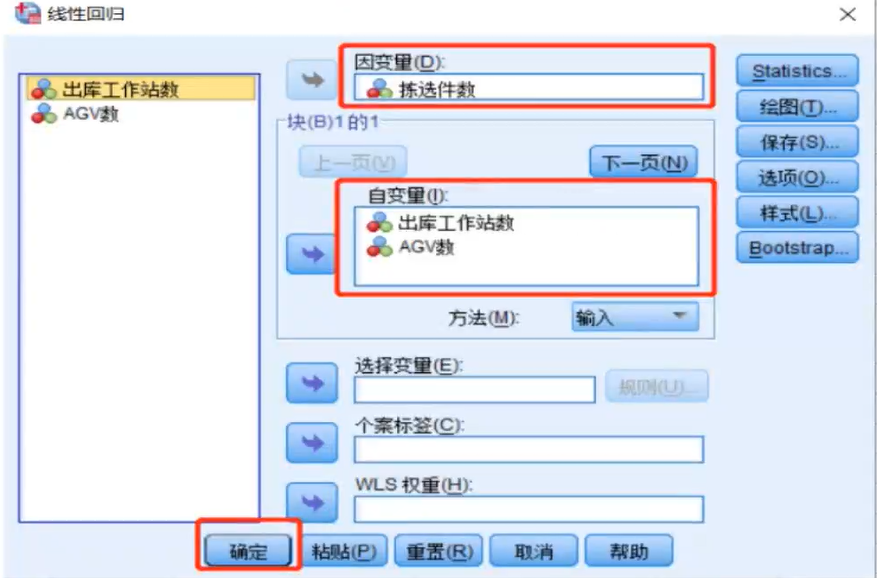 线性回归
出库工作站数
AGV数
因变量(D):
拣选件数
块(B)1 的1
上一页(V)
下一页(N)
自变量(I):
出库工作站数
AGV数
方法(M):
输入
选择变量(E):
规则(U)...
个案标签(C):
WLS 权重(H):
Statistics...
绘图(T)...
保存(S)...
选项(O)...
样式(L)...
Bootstrap...
确定
粘贴(P)
重置(R)
取消
帮助